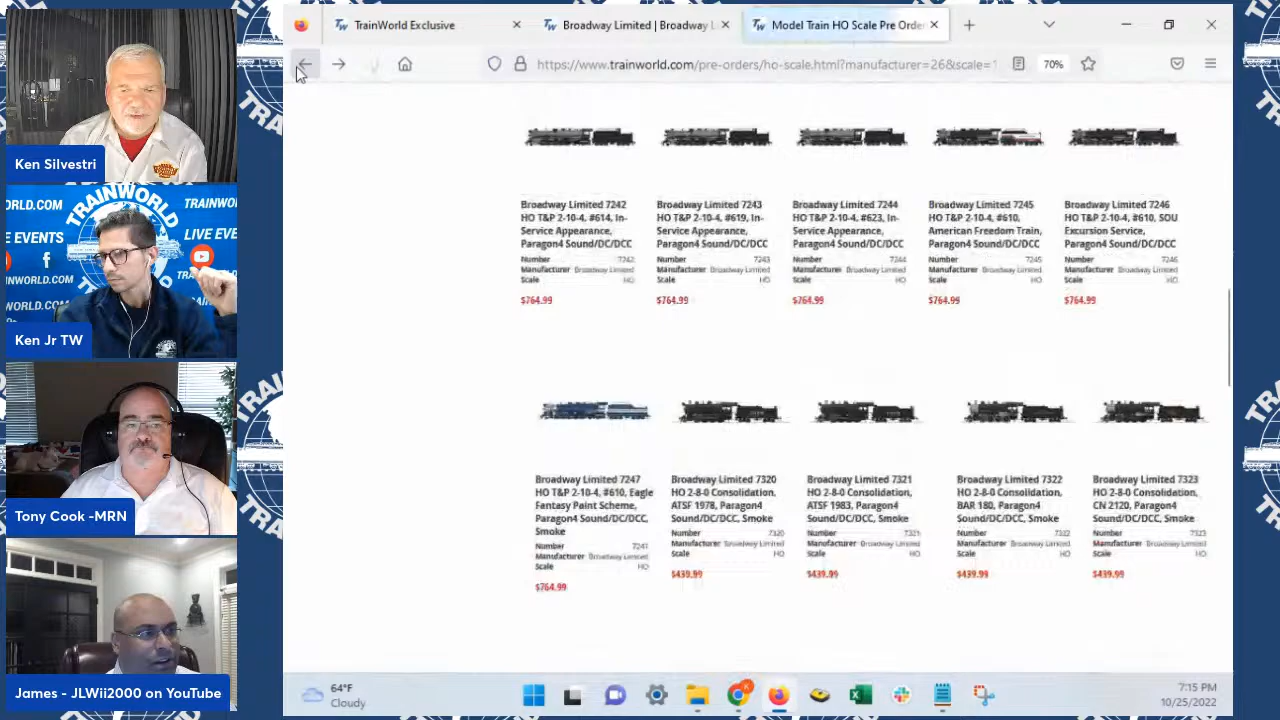 TrainWorld Exclusive
Broadway Limited | Broadway L
Model Train HO Scale Pre Order
https://www.trainworld.com/pre-orders/ho-scale.html?manufacturer=26&scale=1
70%
Ken Silvestri
TRAINWORLD
ORLD.COM
TRAINWO
LIVE EVE
E EVENTS
Ken Jr TW
Tony Cook -MRN
James - JLWii2000 on YouTube
Broadway Limited 7242
HO T&P 2-10-4, #614, In-
Service Appearance,
Paragon4 Sound/DC/DCC
Number 7242
Manufacturer Broadway Limited
Scale HO
$764.99
Broadway Limited 7243
HO T&P 2-10-4, #619, In-
Service Appearance,
Paragon4 Sound/DC/DCC
Number 7243
Manufacturer Broadway Limited
Scale HO
$764.99
Broadway Limited 7244
HO T&P 2-10-4, #623, In-
Service Appearance,
Paragon4 Sound/DC/DCC
Number 7244
Manufacturer Broadway Limited
Scale HO
$764.99
Broadway Limited 7245
HO T&P 2-10-4, #610,
American Freedom Train,
Paragon4 Sound/DC/DCC
Number 7245
Manufacturer Broadway Limited
Scale HO
$764.99
Broadway Limited 7246
HO T&P 2-10-4, #610, SOU
Excursion Service,
Paragon4 Sound/DC/DCC
Number 7246
Manufacturer Broadway Limited
Scale HO
$764.99
Broadway Limited 7247
HO T&P 2-10-4, #610, Eagle
Fantasy Paint Scheme,
Paragon4 Sound/DC/DCC,
Smoke
Number 7247
Manufacturer Broadway Limited
Scale HO
$764.99
Broadway Limited 7320
HO 2-8-0 Consolidation,
ATSF 1978, Paragon4
Sound/DC/DCC, Smoke
Number 7320
Manufacturer Broadway Limited
Scale HO
$439.99
Broadway Limited 7321
HO 2-8-0 Consolidation,
ATSF 1983, Paragon4
Sound/DC/DCC, Smoke
Number 7321
Manufacturer Broadway Limited
Scale HO
$439.99
Broadway Limited 7322
HO 2-8-0 Consolidation,
BAR 180, Paragon4
Sound/DC/DCC, Smoke
Number 7322
Manufacturer Broadway Limited
Scale HO
$439.99
Broadway Limited 7323
HO 2-8-0 Consolidation,
CN 2120, Paragon4
Sound/DC/DCC, Smoke
Number 7323
Manufacturer Broadway Limited
Scale HO
$439.99
64°F
Cloudy
7:15 PM
10/25/2022